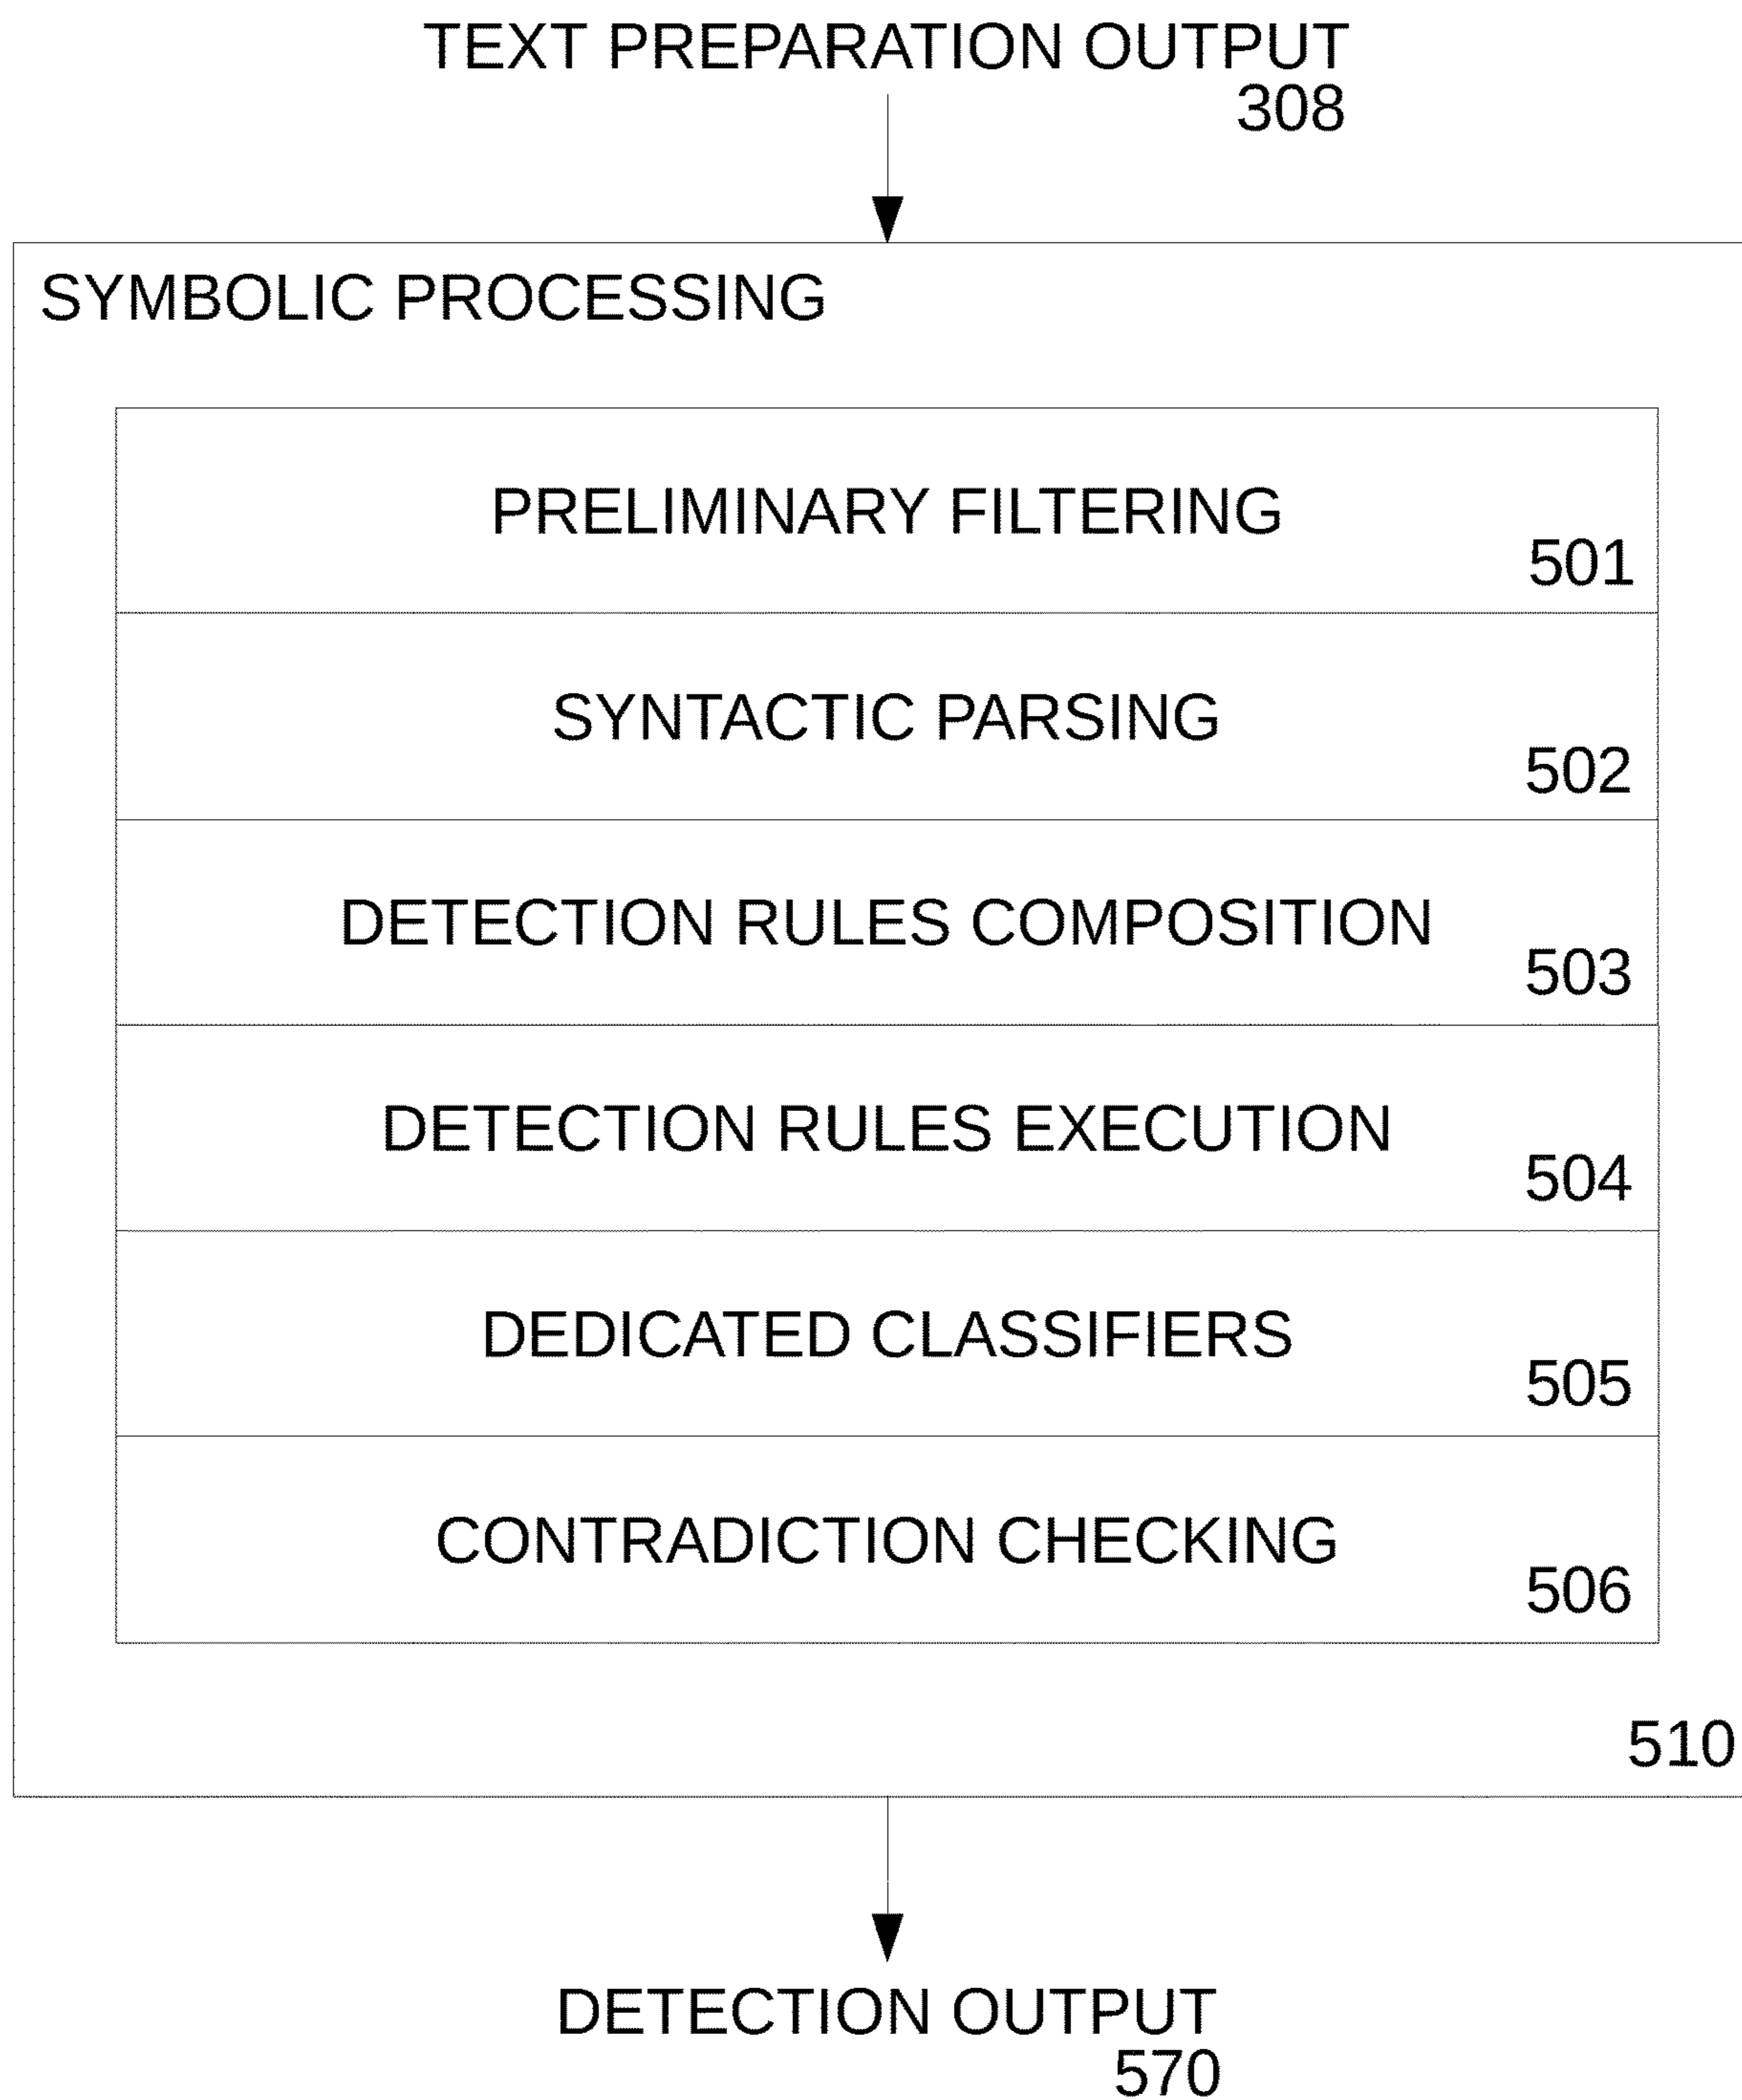 TEXT PREPARATION OUTPUT
308
SYMBOLIC PROCESSING
PRELIMINARY FILTERING
501
SYNTACTIC PARSING
502
DETECTION RULES COMPOSITION
503
DETECTION RULES EXECUTION
504
DEDICATED CLASSIFIERS
505
CONTRADICTION CHECKING
506
510
DETECTION OUTPUT
570